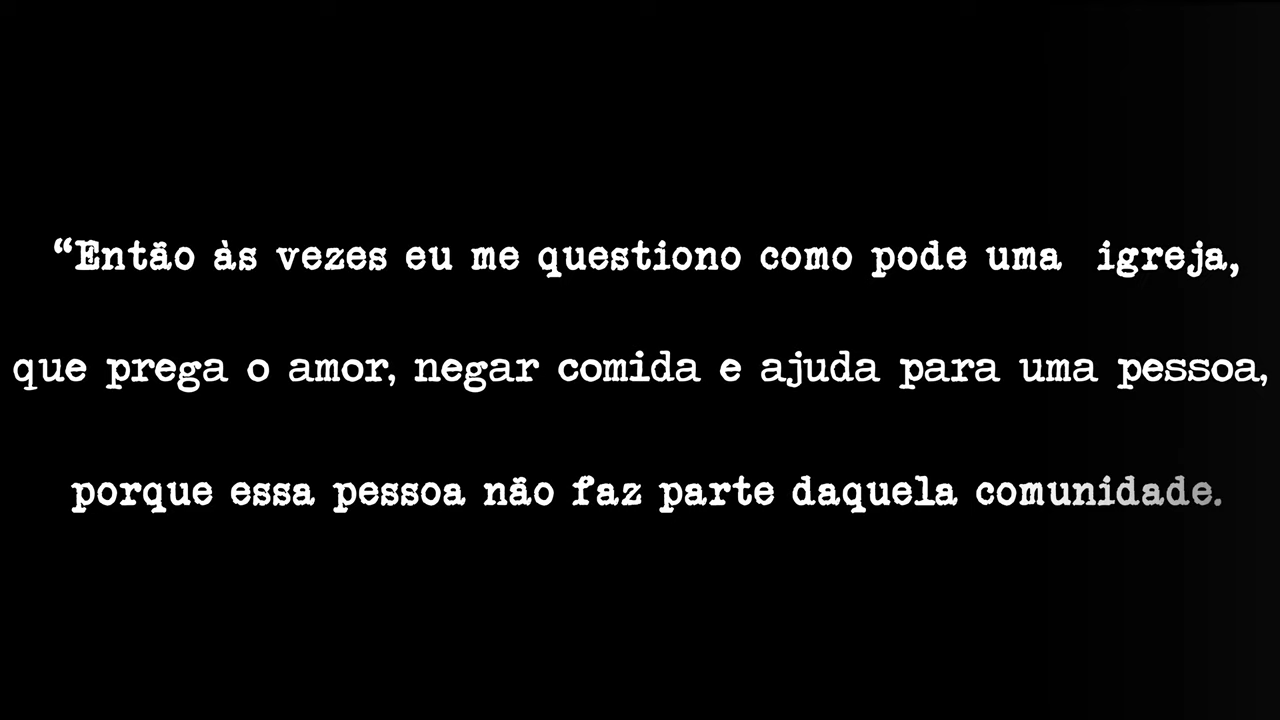 “Então às vezes eu me questiono como pode uma igreja,
que prega o amor, negar comida e ajuda para uma pessoa,
porque essa pessoa não faz parte daquela comunidade.